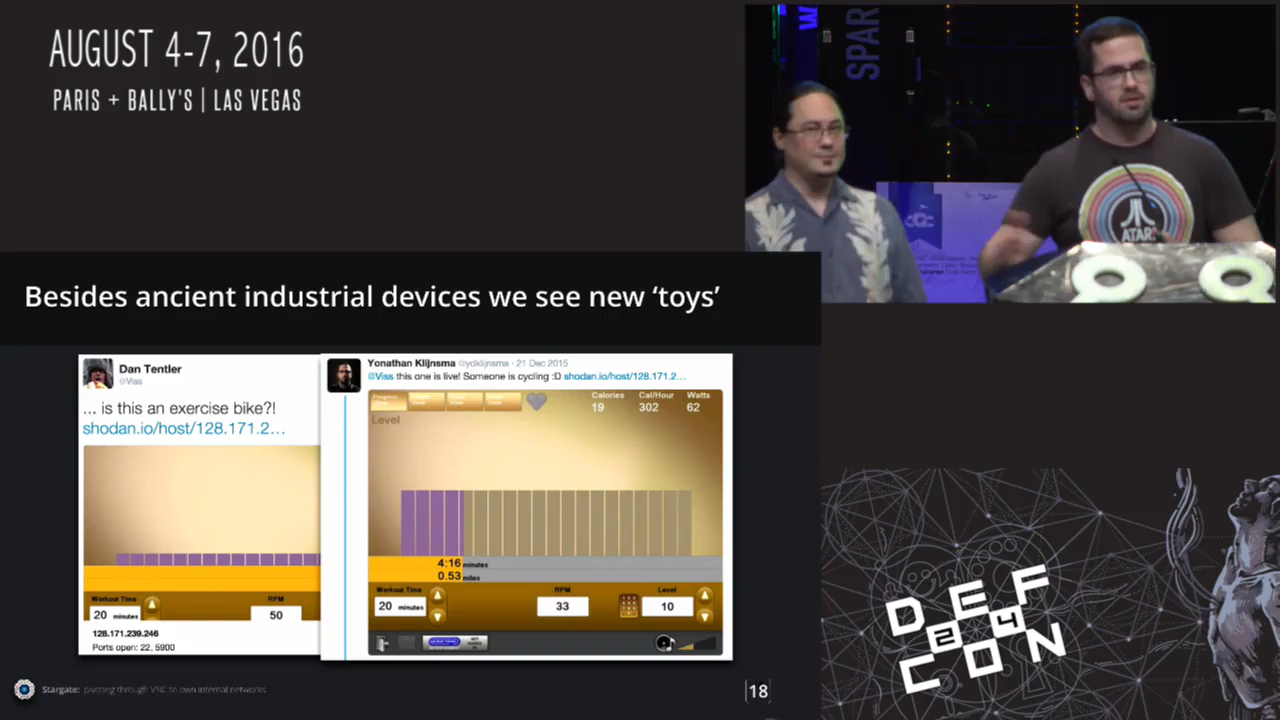 AUGUST 4-7, 2016
PARIS + BALLY'S | LAS VEGAS
SPAR
ATARI
Besides ancient industrial devices we see new ‘toys’
Dan Tentler
@Viss
... is this an exercise bike?!
shodan.io/host/128.171.2...
Workout Time
RPM
20 minutes
50
128.171.239.246
Ports open: 22, 5900
Yonathan Klijnsma @ydklijnsma · 21 Dec 2015
@Viss this one is live! Someone is cycling :D shodan.io/host/128.171.2...
Calories Cal/Hour Watts
19 302 62
Level
4:16 minutes
0.53 miles
Workout Time RPM Level
20 minutes 33 10
Stargate: pivoting through VNC to own internal networks
18
DEF
24
CON